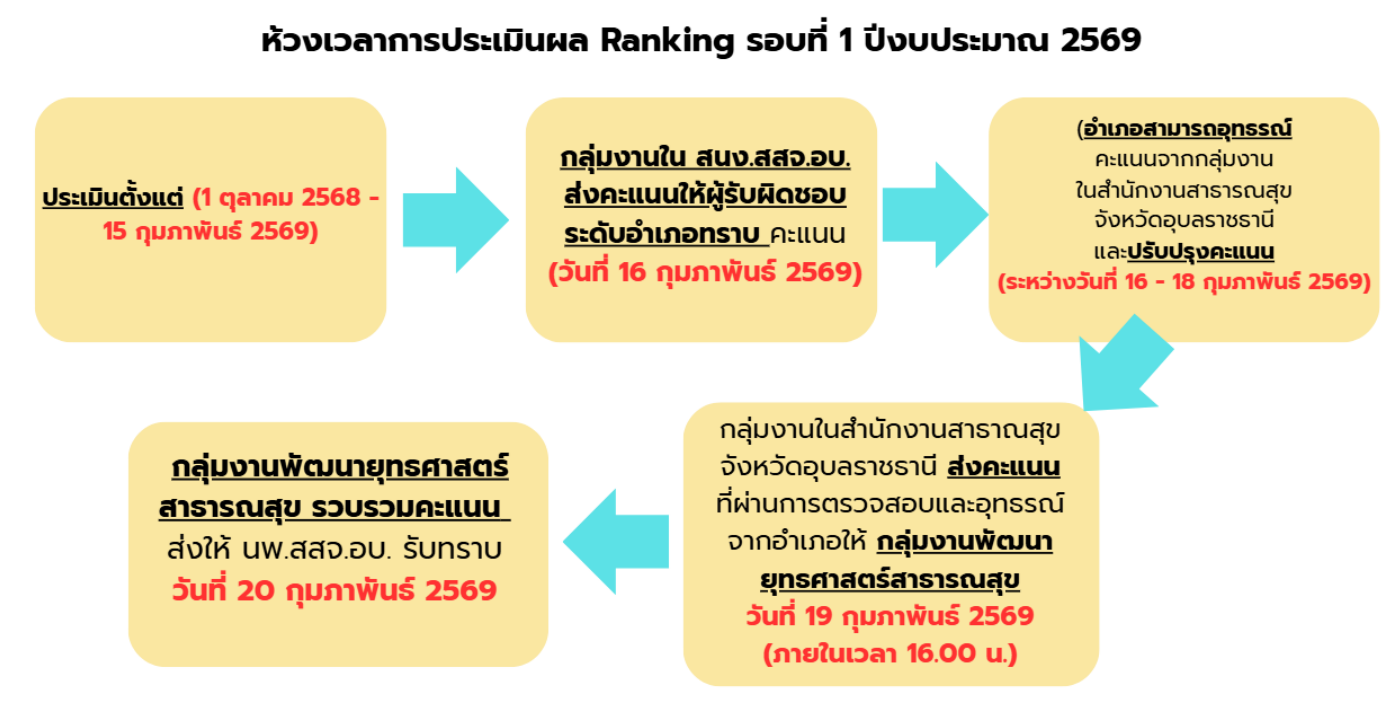 ห้วงเวลาการประเมินผล Ranking รอบที่ 1 ปีงบประมาณ 2569
ประเมินตั้งแต่ (1 ตุลาคม 2568 -
15 กุมภาพันธ์ 2569)
กลุ่มงานใน สนง.สสจ.อบ.
ส่งคะแนนให้ผู้รับผิดชอบ
ระดับอำเภอทราบ คะแนน
(วันที่ 16 กุมภาพันธ์ 2569)
(อำเภอสามารถอุทธรณ์
คะแนนจากกลุ่มงาน
ในสำนักงานสาธารณสุข
จังหวัดอุบลราชธานี
และปรับปรุงคะแนน
(ระหว่างวันที่ 16 - 18 กุมภาพันธ์ 2569)
กลุ่มงานในสำนักงานสาธาณสุข
จังหวัดอุบลราชธานี ส่งคะแนน
ที่ผ่านการตรวจสอบและอุทธรณ์
จากอำเภอให้ กลุ่มงานพัฒนา
ยุทธศาสตร์สาธารณสุข
วันที่ 19 กุมภาพันธ์ 2569
(ภายในเวลา 16.00 น.)
กลุ่มงานพัฒนายุทธศาสตร์
สาธารณสุข รวบรวมคะแนน
ส่งให้ นพ.สสจ.อบ. รับทราบ
วันที่ 20 กุมภาพันธ์ 2569